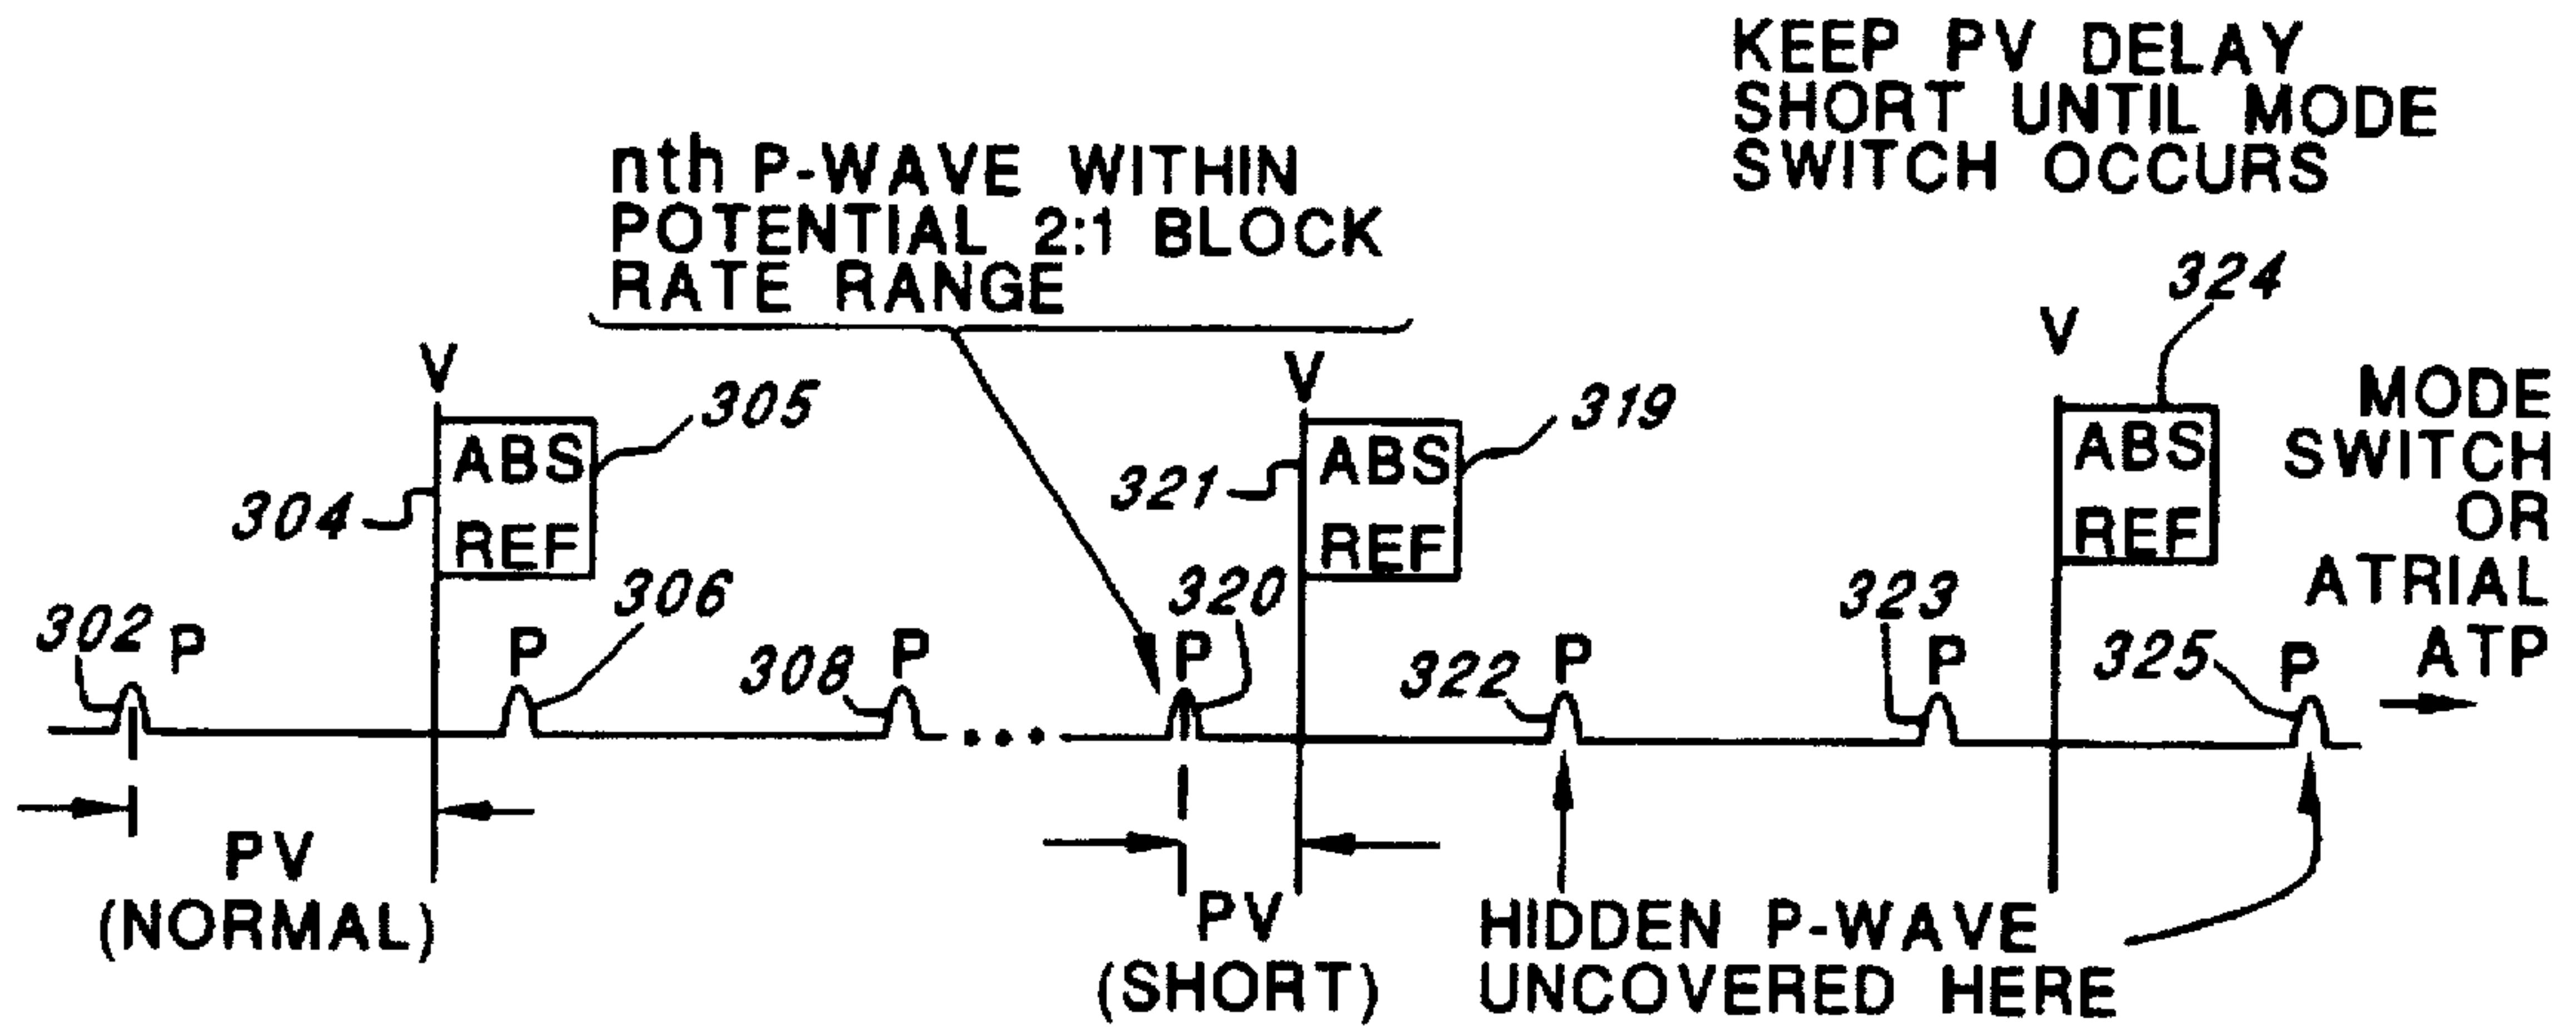 KEEP PV DELAY
SHORT UNTIL MODE
SWITCH OCCURS
nth P-WAVE WITHIN
POTENTIAL 2:1 BLOCK
RATE RANGE
324
V
V
V
305
319
ABS
REF
ABS
REF
ABS
REF
304
321
MODE
SWITCH
OR
ATRIAL
ATP
302
P
P
306
308
P
P
320
322
P
323
P
325
P
PV
(NORMAL)
PV
(SHORT)
HIDDEN P-WAVE
UNCOVERED HERE